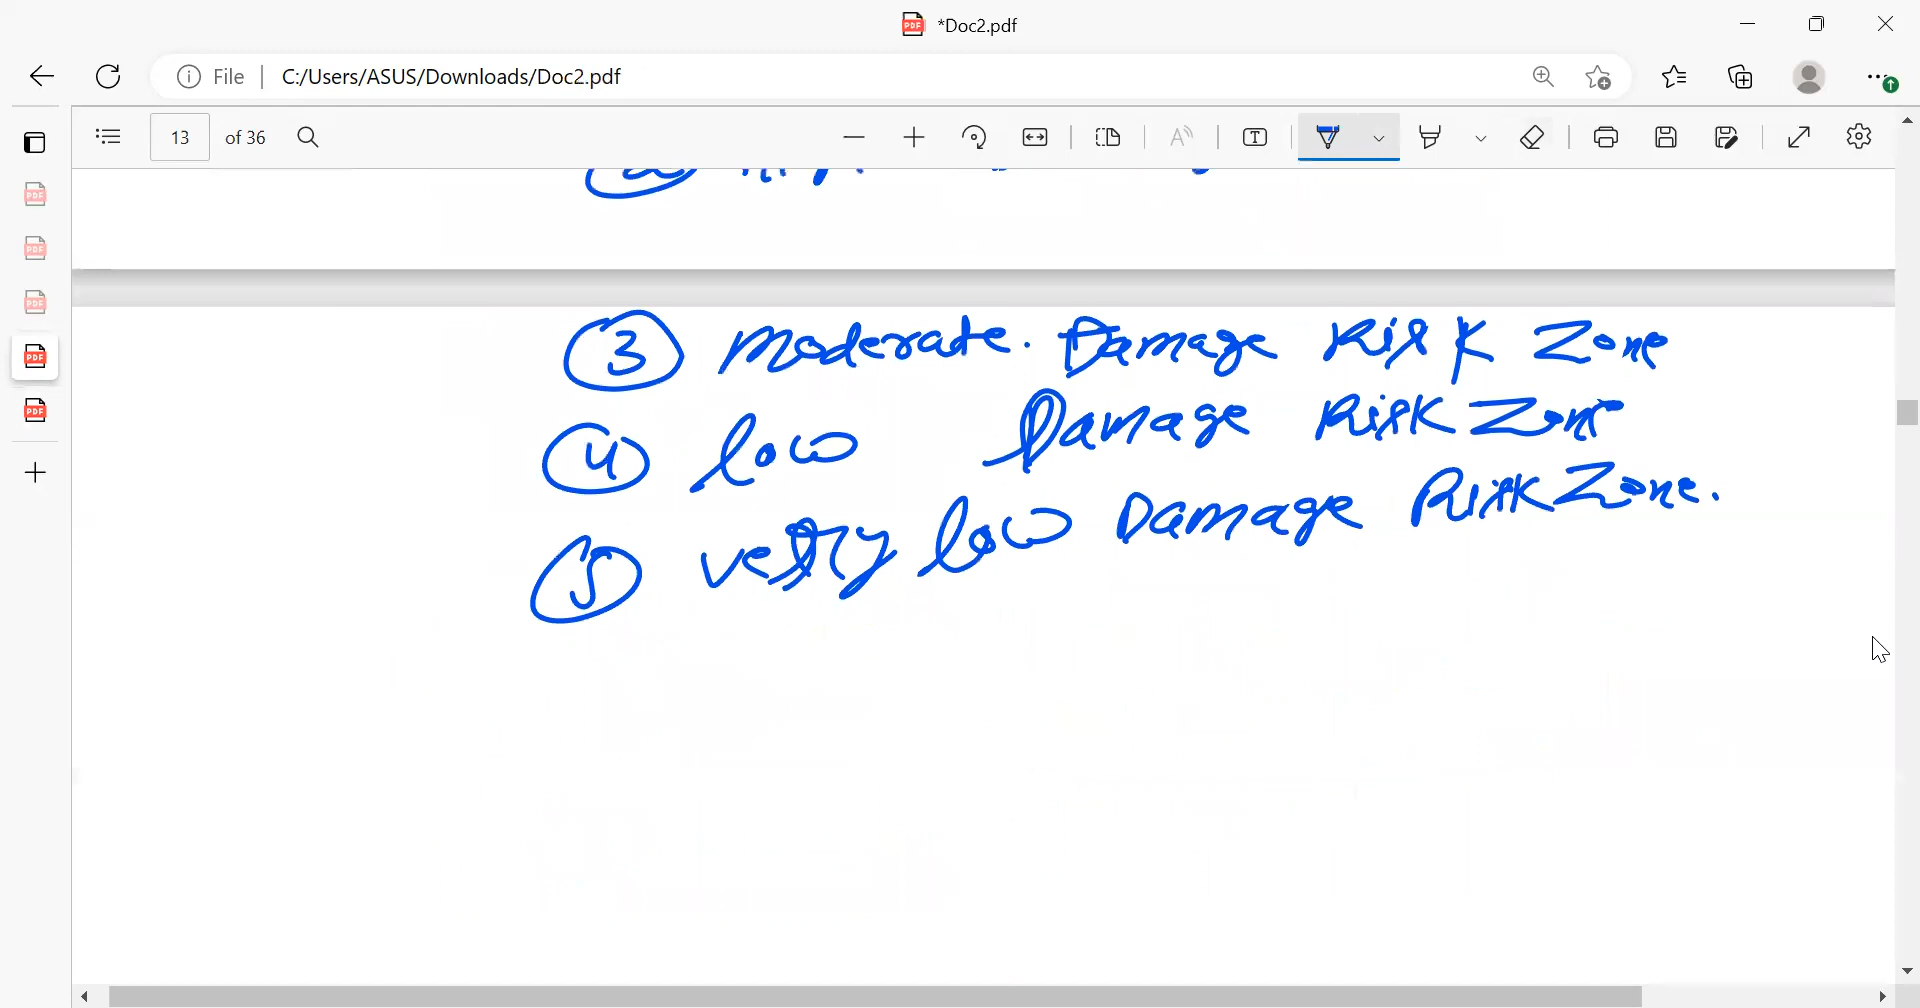 *Doc2.pdf
File C:/Users/ASUS/Downloads/Doc2.pdf
13 of 36
3 Moderate. Damage Risk Zone
4 low Damage Risk Zone
5 very low Damage Risk Zone.